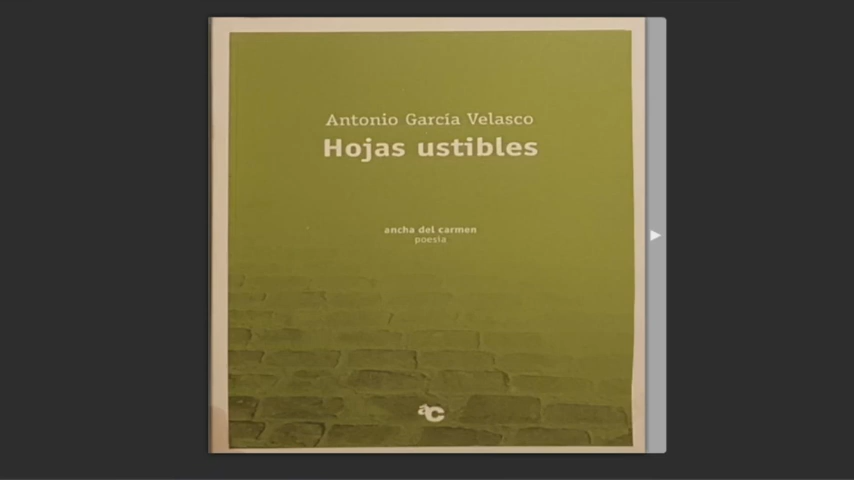 Antonio García Velasco
Hojas ustibles
ancha del carmen
poesía
aC